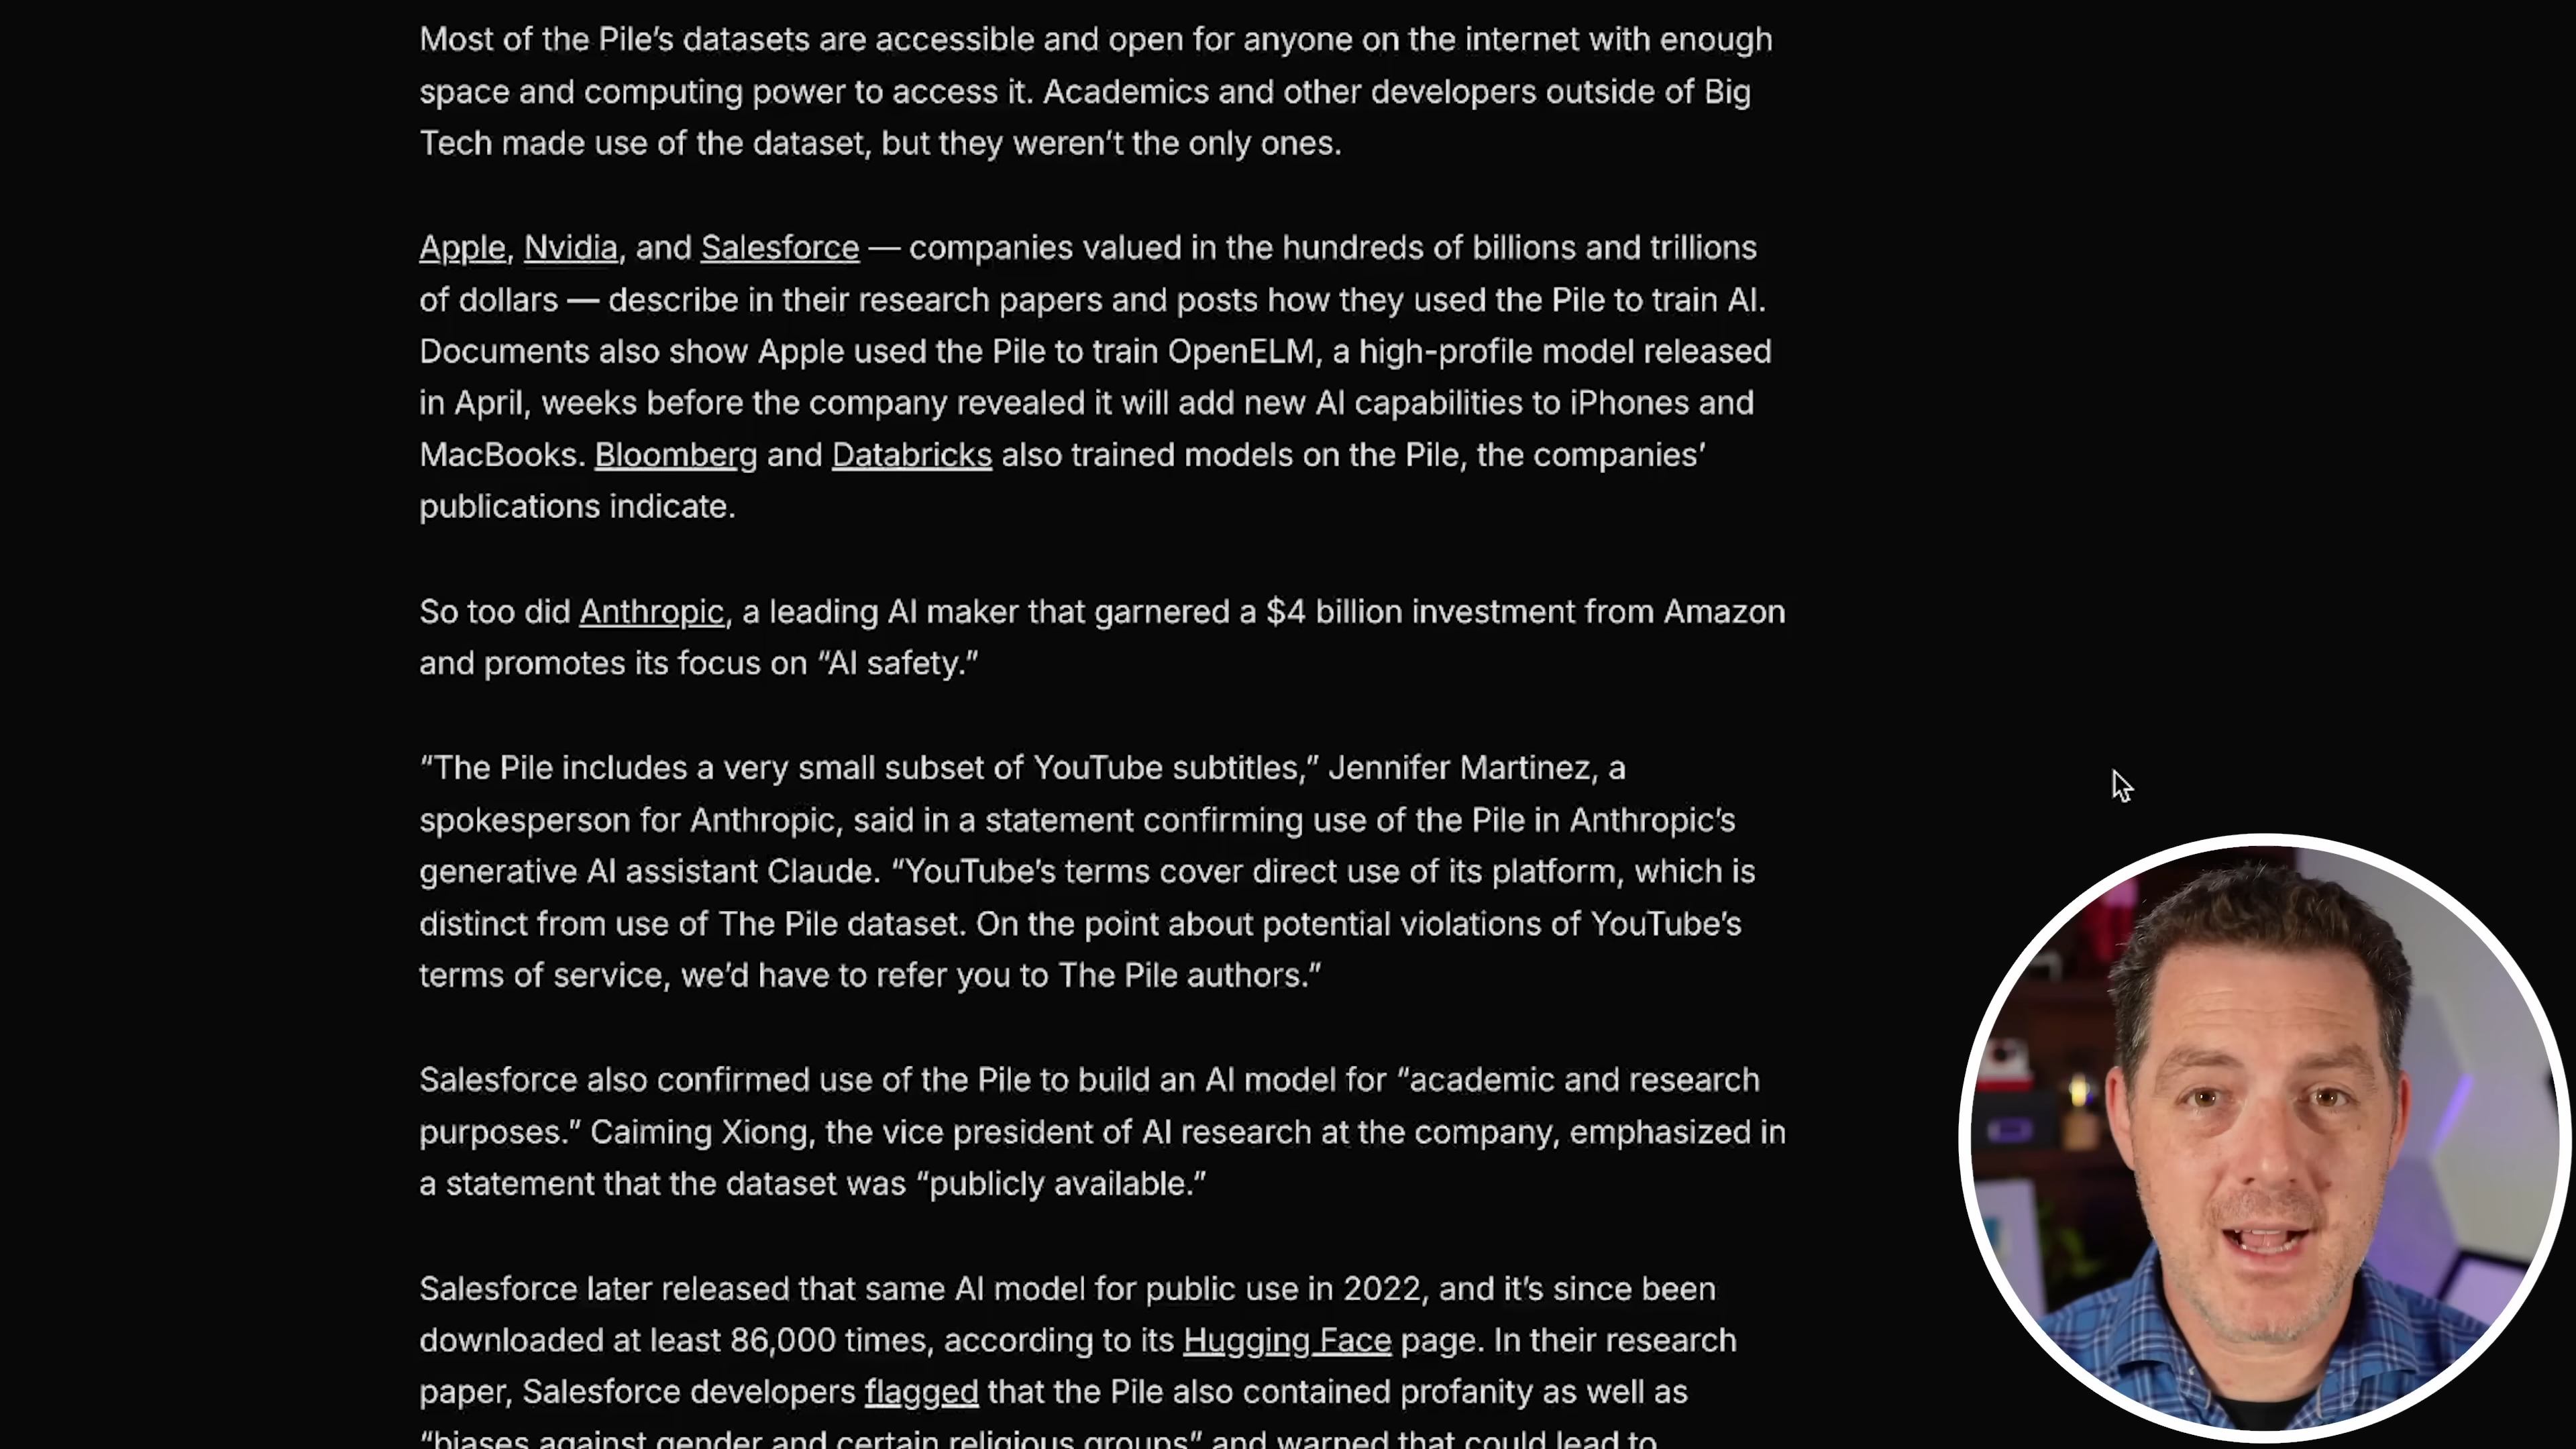 Most of the Pile’s datasets are accessible and open for anyone on the internet with enough
space and computing power to access it. Academics and other developers outside of Big
Tech made use of the dataset, but they weren’t the only ones.
Apple, Nvidia, and Salesforce — companies valued in the hundreds of billions and trillions
of dollars — describe in their research papers and posts how they used the Pile to train AI.
Documents also show Apple used the Pile to train OpenELM, a high-profile model released
in April, weeks before the company revealed it will add new AI capabilities to iPhones and
MacBooks. Bloomberg and Databricks also trained models on the Pile, the companies’
publications indicate.
So too did Anthropic, a leading AI maker that garnered a $4 billion investment from Amazon
and promotes its focus on “AI safety.”
“The Pile includes a very small subset of YouTube subtitles,” Jennifer Martinez, a
spokesperson for Anthropic, said in a statement confirming use of the Pile in Anthropic’s
generative AI assistant Claude. “YouTube’s terms cover direct use of its platform, which is
distinct from use of The Pile dataset. On the point about potential violations of YouTube’s
terms of service, we’d have to refer you to The Pile authors.”
Salesforce also confirmed use of the Pile to build an AI model for “academic and research
purposes.” Caiming Xiong, the vice president of AI research at the company, emphasized in
a statement that the dataset was “publicly available.”
Salesforce later released that same AI model for public use in 2022, and it’s since been
downloaded at least 86,000 times, according to its Hugging Face page. In their research
paper, Salesforce developers flagged that the Pile also contained profanity as well as
“biases against gender and certain religious groups” and warned that could lead to